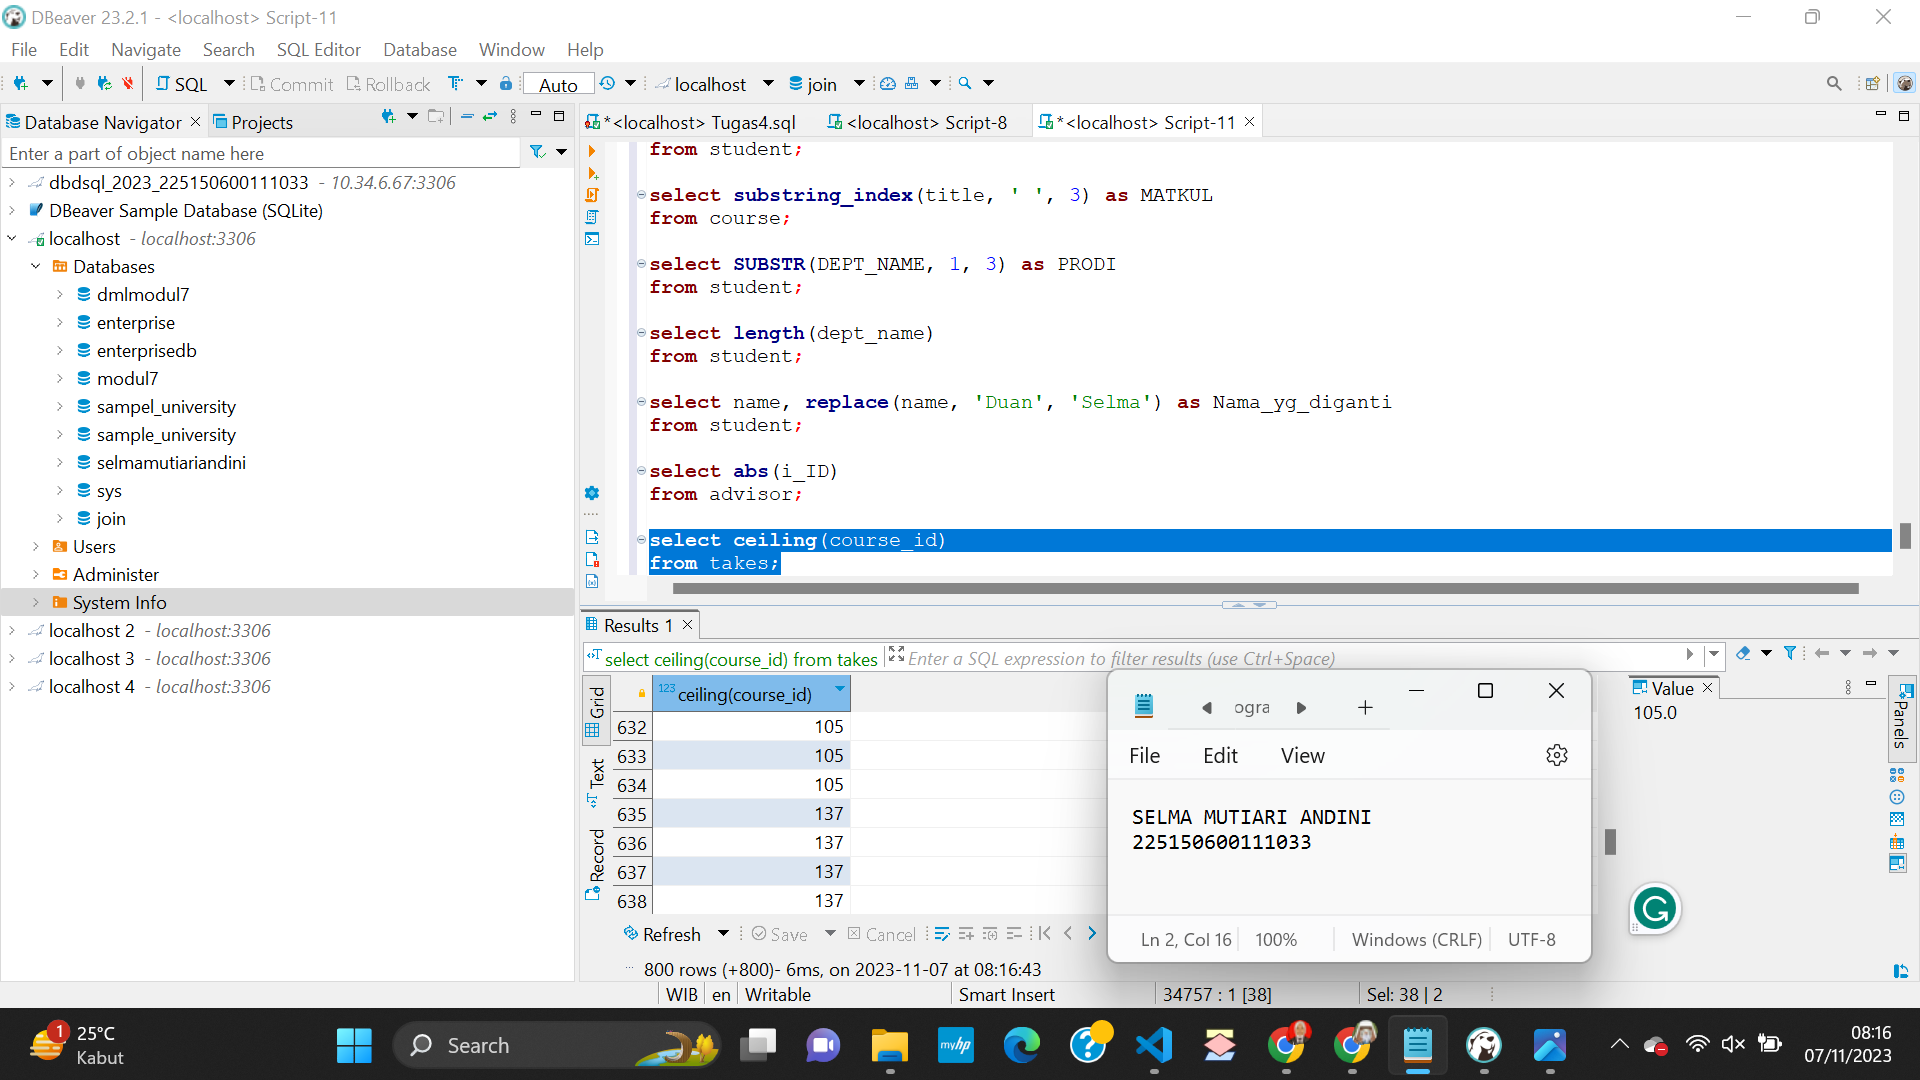 DBeaver 23.2.1 - <localhost> Script-11
File Edit Navigate Search SQL Editor Database Window Help
SQL Commit Rollback Auto localhost join
Database Navigator Projects
Enter a part of object name here
dbdsql_2023_225150600111033 - 10.34.6.67:3306
DBeaver Sample Database (SQLite)
localhost - localhost:3306
Databases
dmlmodul7
enterprise
enterprisedb
modul7
sampel_university
sample_university
selmamutiariandini
sys
join
Users
Administer
System Info
localhost 2 - localhost:3306
localhost 3 - localhost:3306
localhost 4 - localhost:3306
*<localhost> Tugas4.sql <localhost> Script-8 *<localhost> Script-11
from student;
select substring_index(title, ' ', 3) as MATKUL
from course;
select SUBSTR(DEPT_NAME, 1, 3) as PRODI
from student;
select length(dept_name)
from student;
select name, replace(name, 'Duan', 'Selma') as Nama_yg_diganti
from student;
select abs(i_ID)
from advisor;
select ceiling(course_id)
from takes;
Results 1
select ceiling(course_id) from takes Enter a SQL expression to filter results (use Ctrl+Space)
Grid
Text
Record
123 ceiling(course_id)
632 105
633 105
634 105
635 137
636 137
637 137
638 137
Value
105.0
Panels
Refresh Save Cancel
800 rows (+800)- 6ms, on 2023-11-07 at 08:16:43
WIB en Writable Smart Insert 34757 : 1 [38] Sel: 38 | 2
ogra
File Edit View
SELMA MUTIARI ANDINI
225150600111033
Ln 2, Col 16 100% Windows (CRLF) UTF-8
1
25°C
Kabut
Search
myhp
08:16
07/11/2023